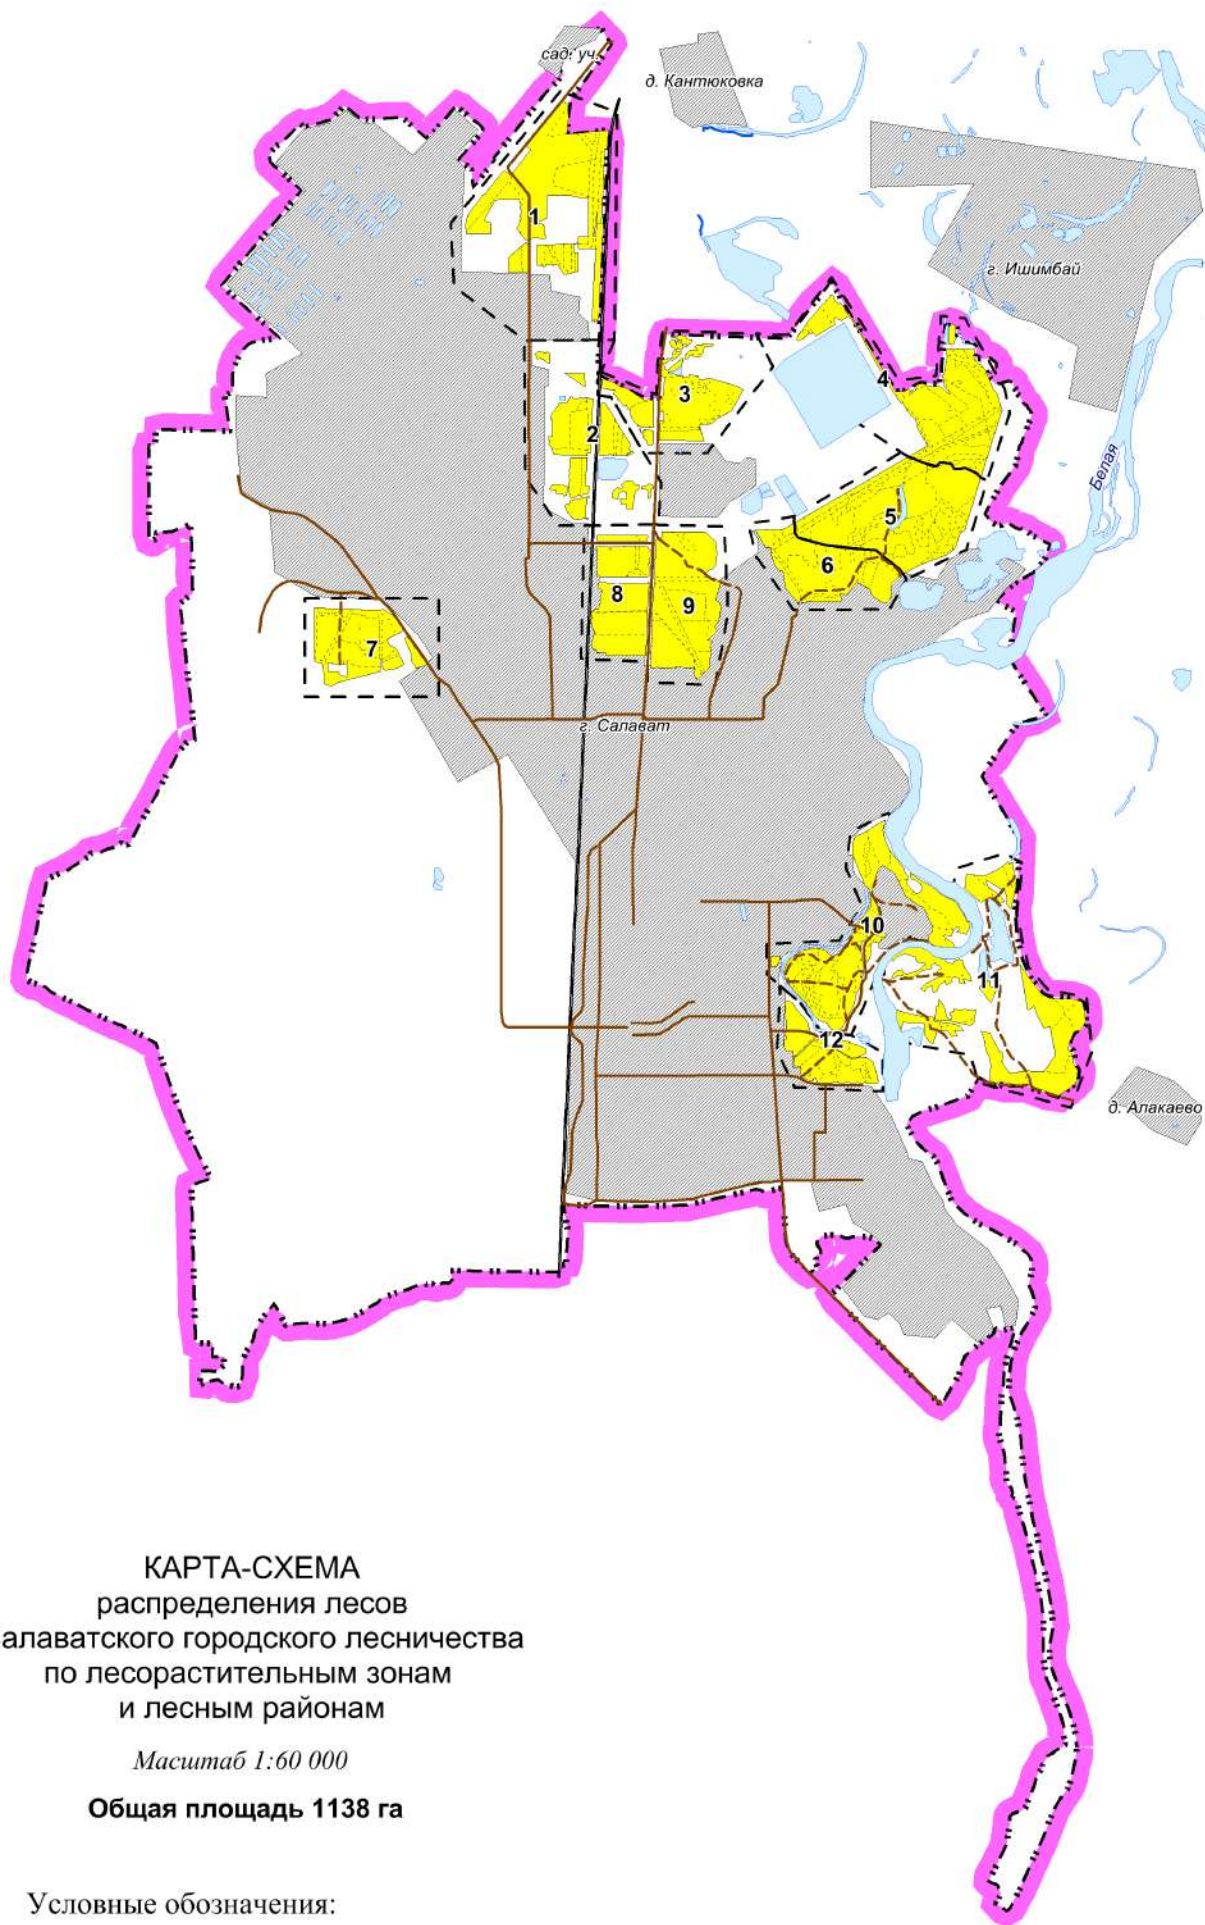 сад. уч.
д. Кантюковка
1
г. Ишимбай
4
3
2
Белая
5
6
8
9
7
г. Салават
10
11
12
д. Алакаево
КАРТА-СХЕМА
распределения лесов
алаватского городского лесничества
по лесорастительным зонам
и лесным районам
Масштаб 1:60 000
Общая площадь 1138 га
Условные обозначения: